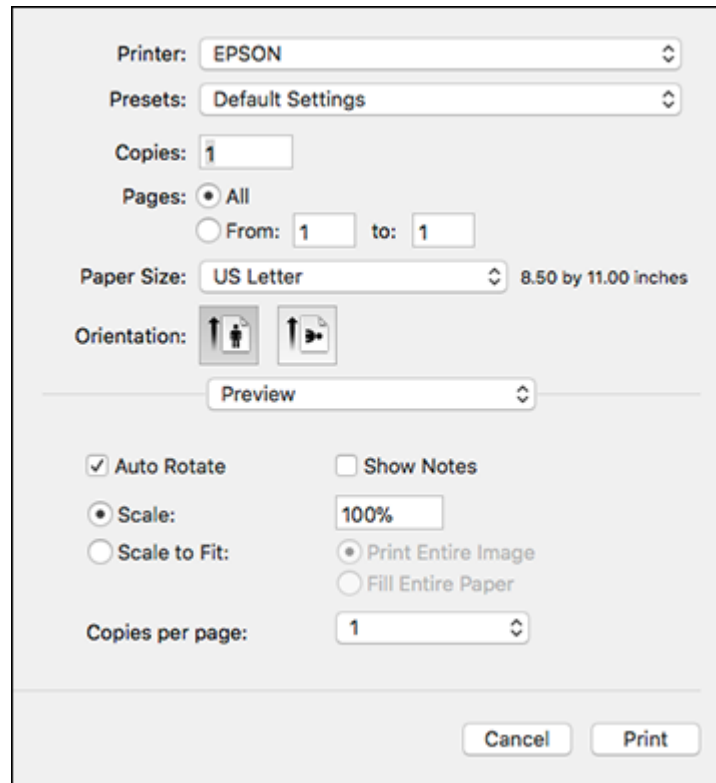 Printer: EPSON
Presets: Default Settings
Copies: 1
Pages: All
From: 1 to: 1
Paper Size: US Letter 8.50 by 11.00 inches
Orientation:
Preview
Auto Rotate Show Notes
Scale: 100%
Scale to Fit: Print Entire Image
Fill Entire Paper
Copies per page: 1
Cancel Print